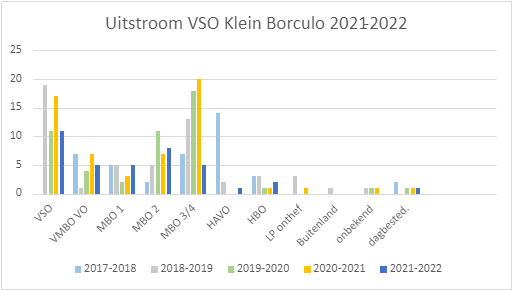 Uitstroom VSO Klein Borculo 2021-2022
25
20
15
10
5
0
VSO
VMBO VO
MBO 1
MBO 2
MBO 3/4
HAVO
HBO
LP onthef
Buitenland
onbekend
dagbested.
2017-2018 2018-2019 2019-2020 2020-2021 2021-2022